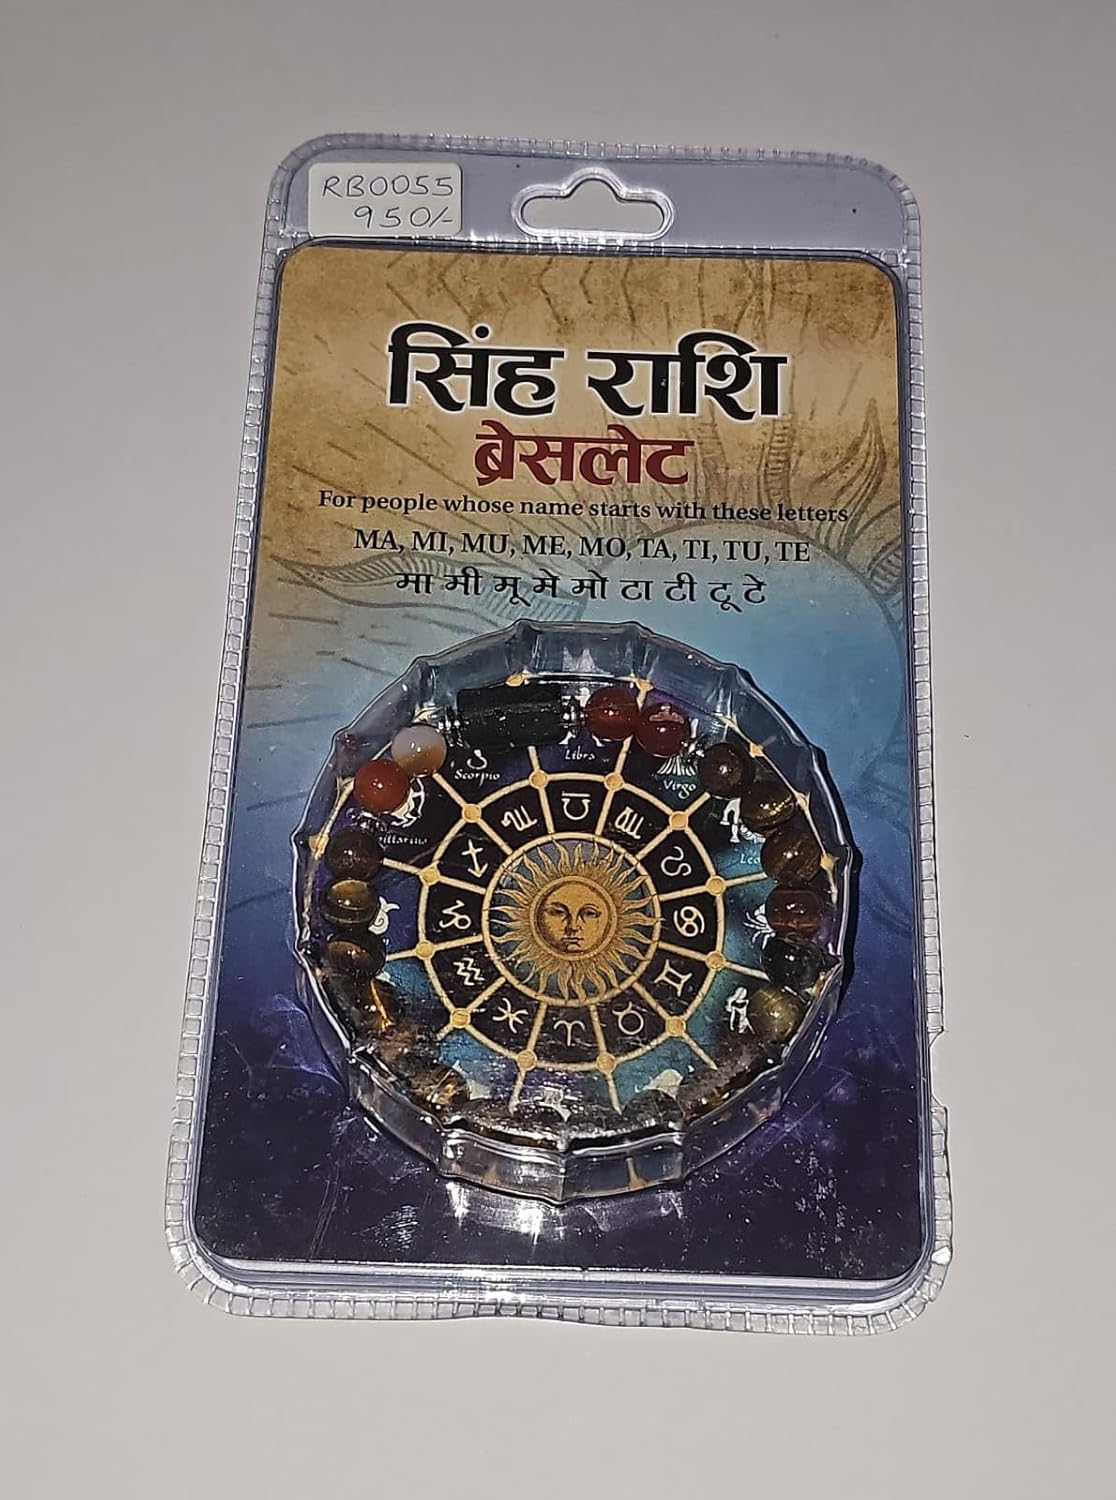 RB0055
950/-
सिंह राशि
ब्रेसलेट
For people whose name starts with these letters
MA, MI, MU, ME, MO, TA, TI, TU, TE
मा मी मू मे मो टा टी टू टे
Scorpio
Libra
Virgo